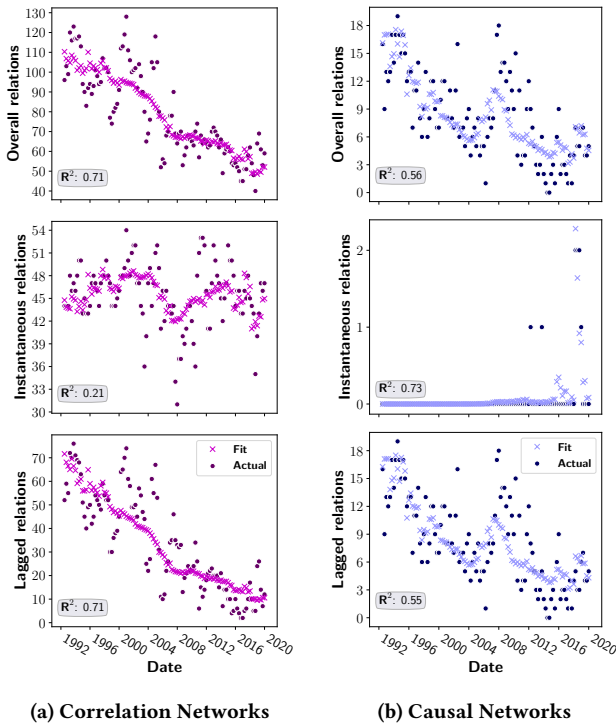 130
120
110
100
90
80
70
60
50
40
Overall relations
R²: 0.71
18
15
12
9
6
3
0
Overall relations
R²: 0.56
54
51
48
45
42
39
36
33
30
Instantaneous relations
R²: 0.21
2
1
0
Instantaneous relations
R²: 0.73
70
60
50
40
30
20
10
0
Lagged relations
Fit
Actual
R²: 0.71
1992 1996 2000 2004 2008 2012 2016 2020
Date
18
15
12
9
6
3
0
Lagged relations
Fit
Actual
R²: 0.55
1992 1996 2000 2004 2008 2012 2016 2020
Date
(a) Correlation Networks
(b) Causal Networks